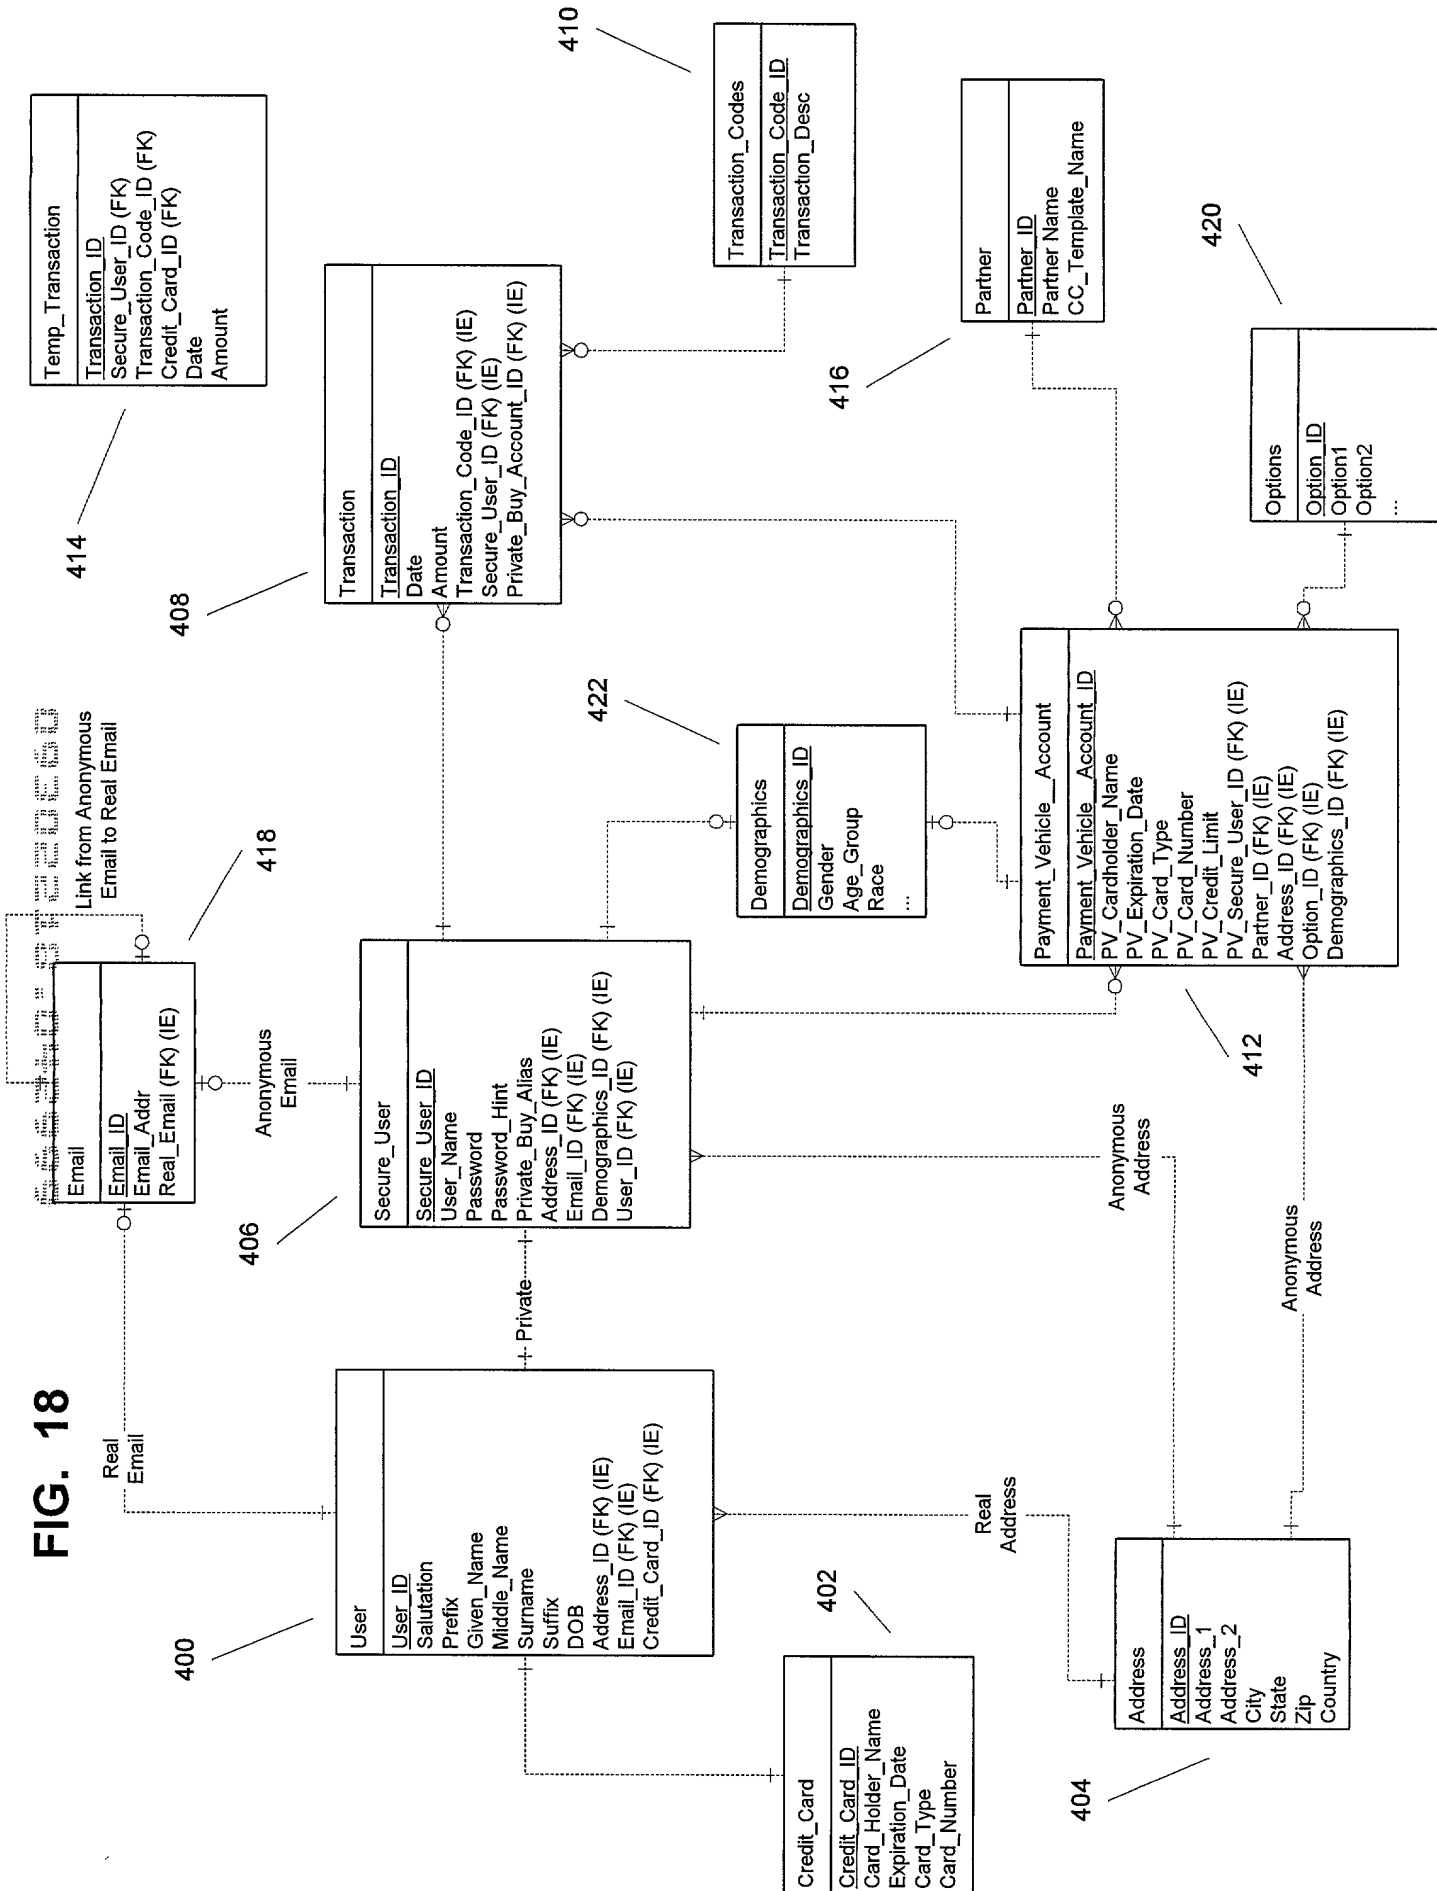 FIG. 18
Real
Email
Email
Email_ID
Email_Addr
Real_Email (FK) (IE)
Link from Anonymous
Email to Real Email
418
Anonymous
Email
414
Temp_Transaction
Transaction_ID
Secure_User_ID (FK)
Transaction_Code_ID (FK)
Credit_Card_ID (FK)
Date
Amount
400
User
User_ID
Salutation
Prefix
Given_Name
Middle_Name
Surname
Suffix
DOB
Address_ID (FK) (IE)
Email_ID (FK) (IE)
Credit_Card_ID (FK) (IE)
Private
406
Secure_User
Secure_User_ID
User_Name
Password
Password_Hint
Private_Buy_Alias
Address_ID (FK) (IE)
Email_ID (FK) (IE)
Demographics_ID (FK) (IE)
User_ID (FK) (IE)
408
Transaction
Transaction_ID
Date
Amount
Transaction_Code_ID (FK) (IE)
Secure_User_ID (FK) (IE)
Private_Buy_Account_ID (FK) (IE)
410
Transaction_Codes
Transaction_Code_ID
Transaction_Desc
402
Credit_Card
Credit_Card_ID
Card_Holder_Name
Expiration_Date
Card_Type
Card_Number
422
Demographics
Demographics_ID
Gender
Age_Group
Race
...
416
Partner
Partner_ID
Partner Name
CC_Template_Name
Real
Address
404
Address
Address_ID
Address_1
Address_2
City
State
Zip
Country
Anonymous
Address
Anonymous
Address
412
Payment_Vehicle__Account
Payment_Vehicle_Account_ID
PV_Cardholder_Name
PV_Expiration_Date
PV_Card_Type
PV_Card_Number
PV_Credit_Limit
PV_Secure_User_ID (FK) (IE)
Partner_ID (FK) (IE)
Address_ID (FK) (IE)
Option_ID (FK) (IE)
Demographics_ID (FK) (IE)
420
Options
Option_ID
Option1
Option2
...